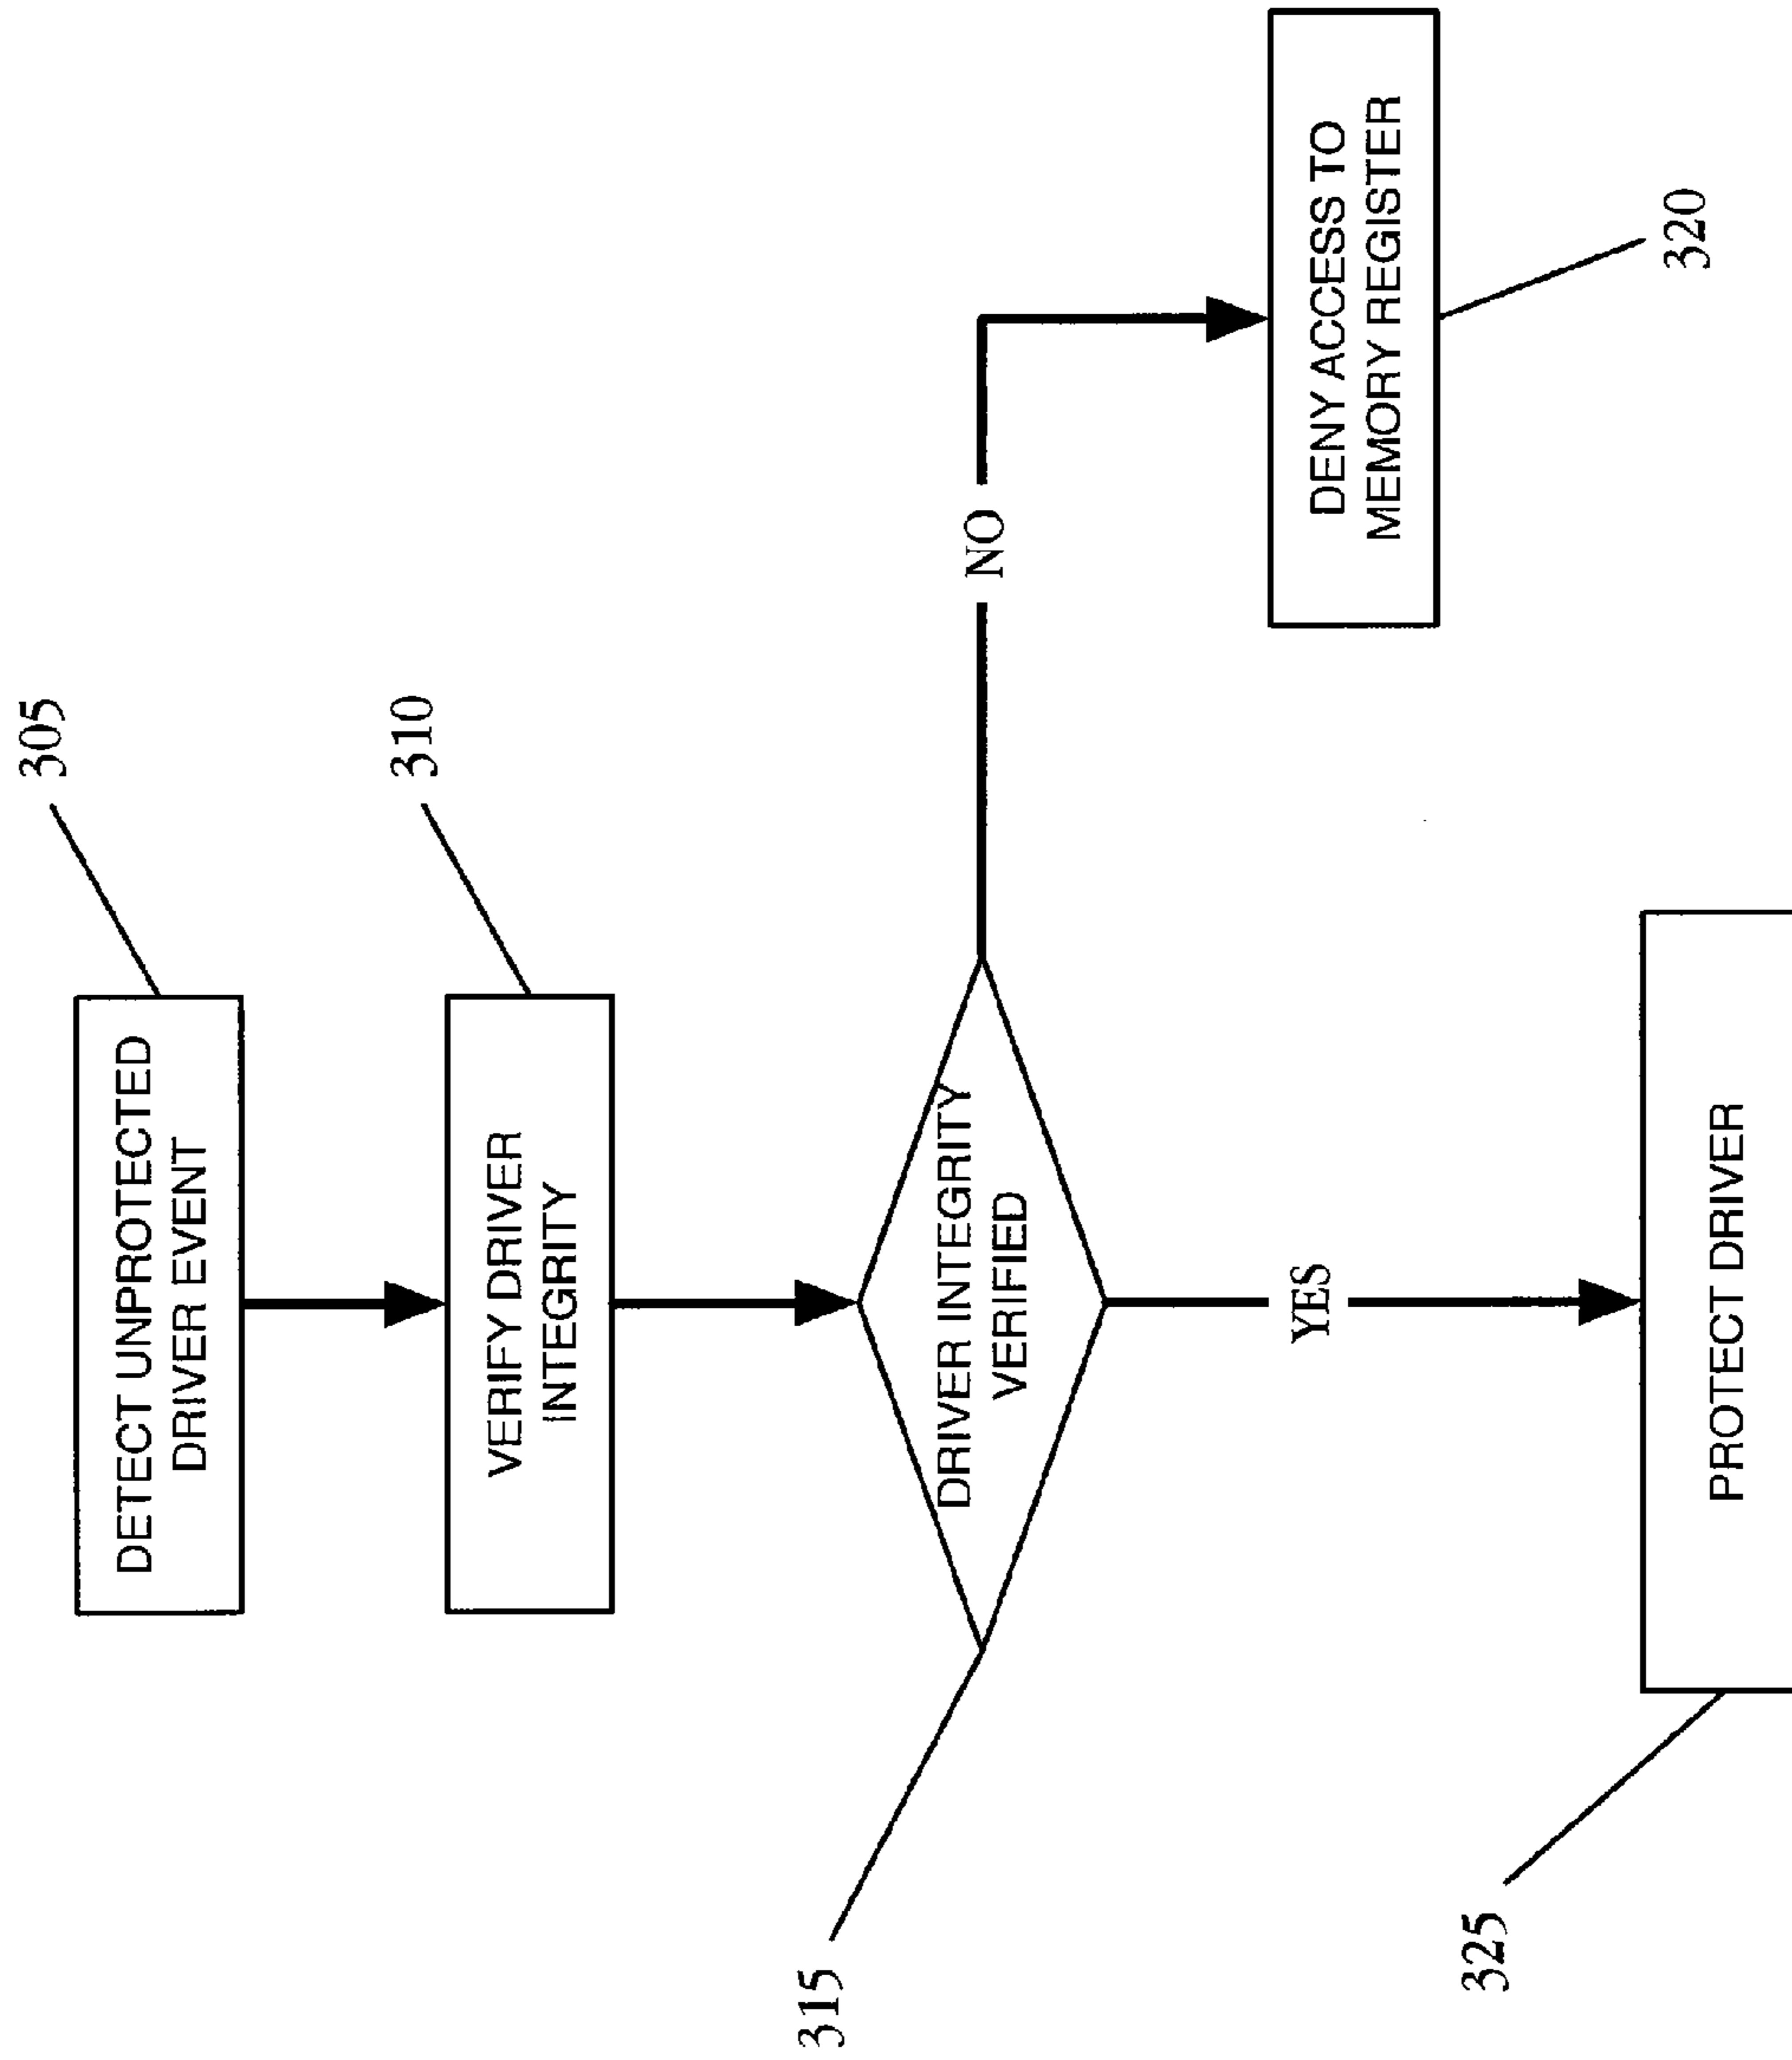 305
DETECT UNPROTECTED
DRIVER EVENT
310
VERIFY DRIVER
INTEGRITY
315
DRIVER INTEGRITY
VERIFIED
NO
DENY ACCESS TO
MEMORY REGISTER
320
YES
325
PROTECT DRIVER